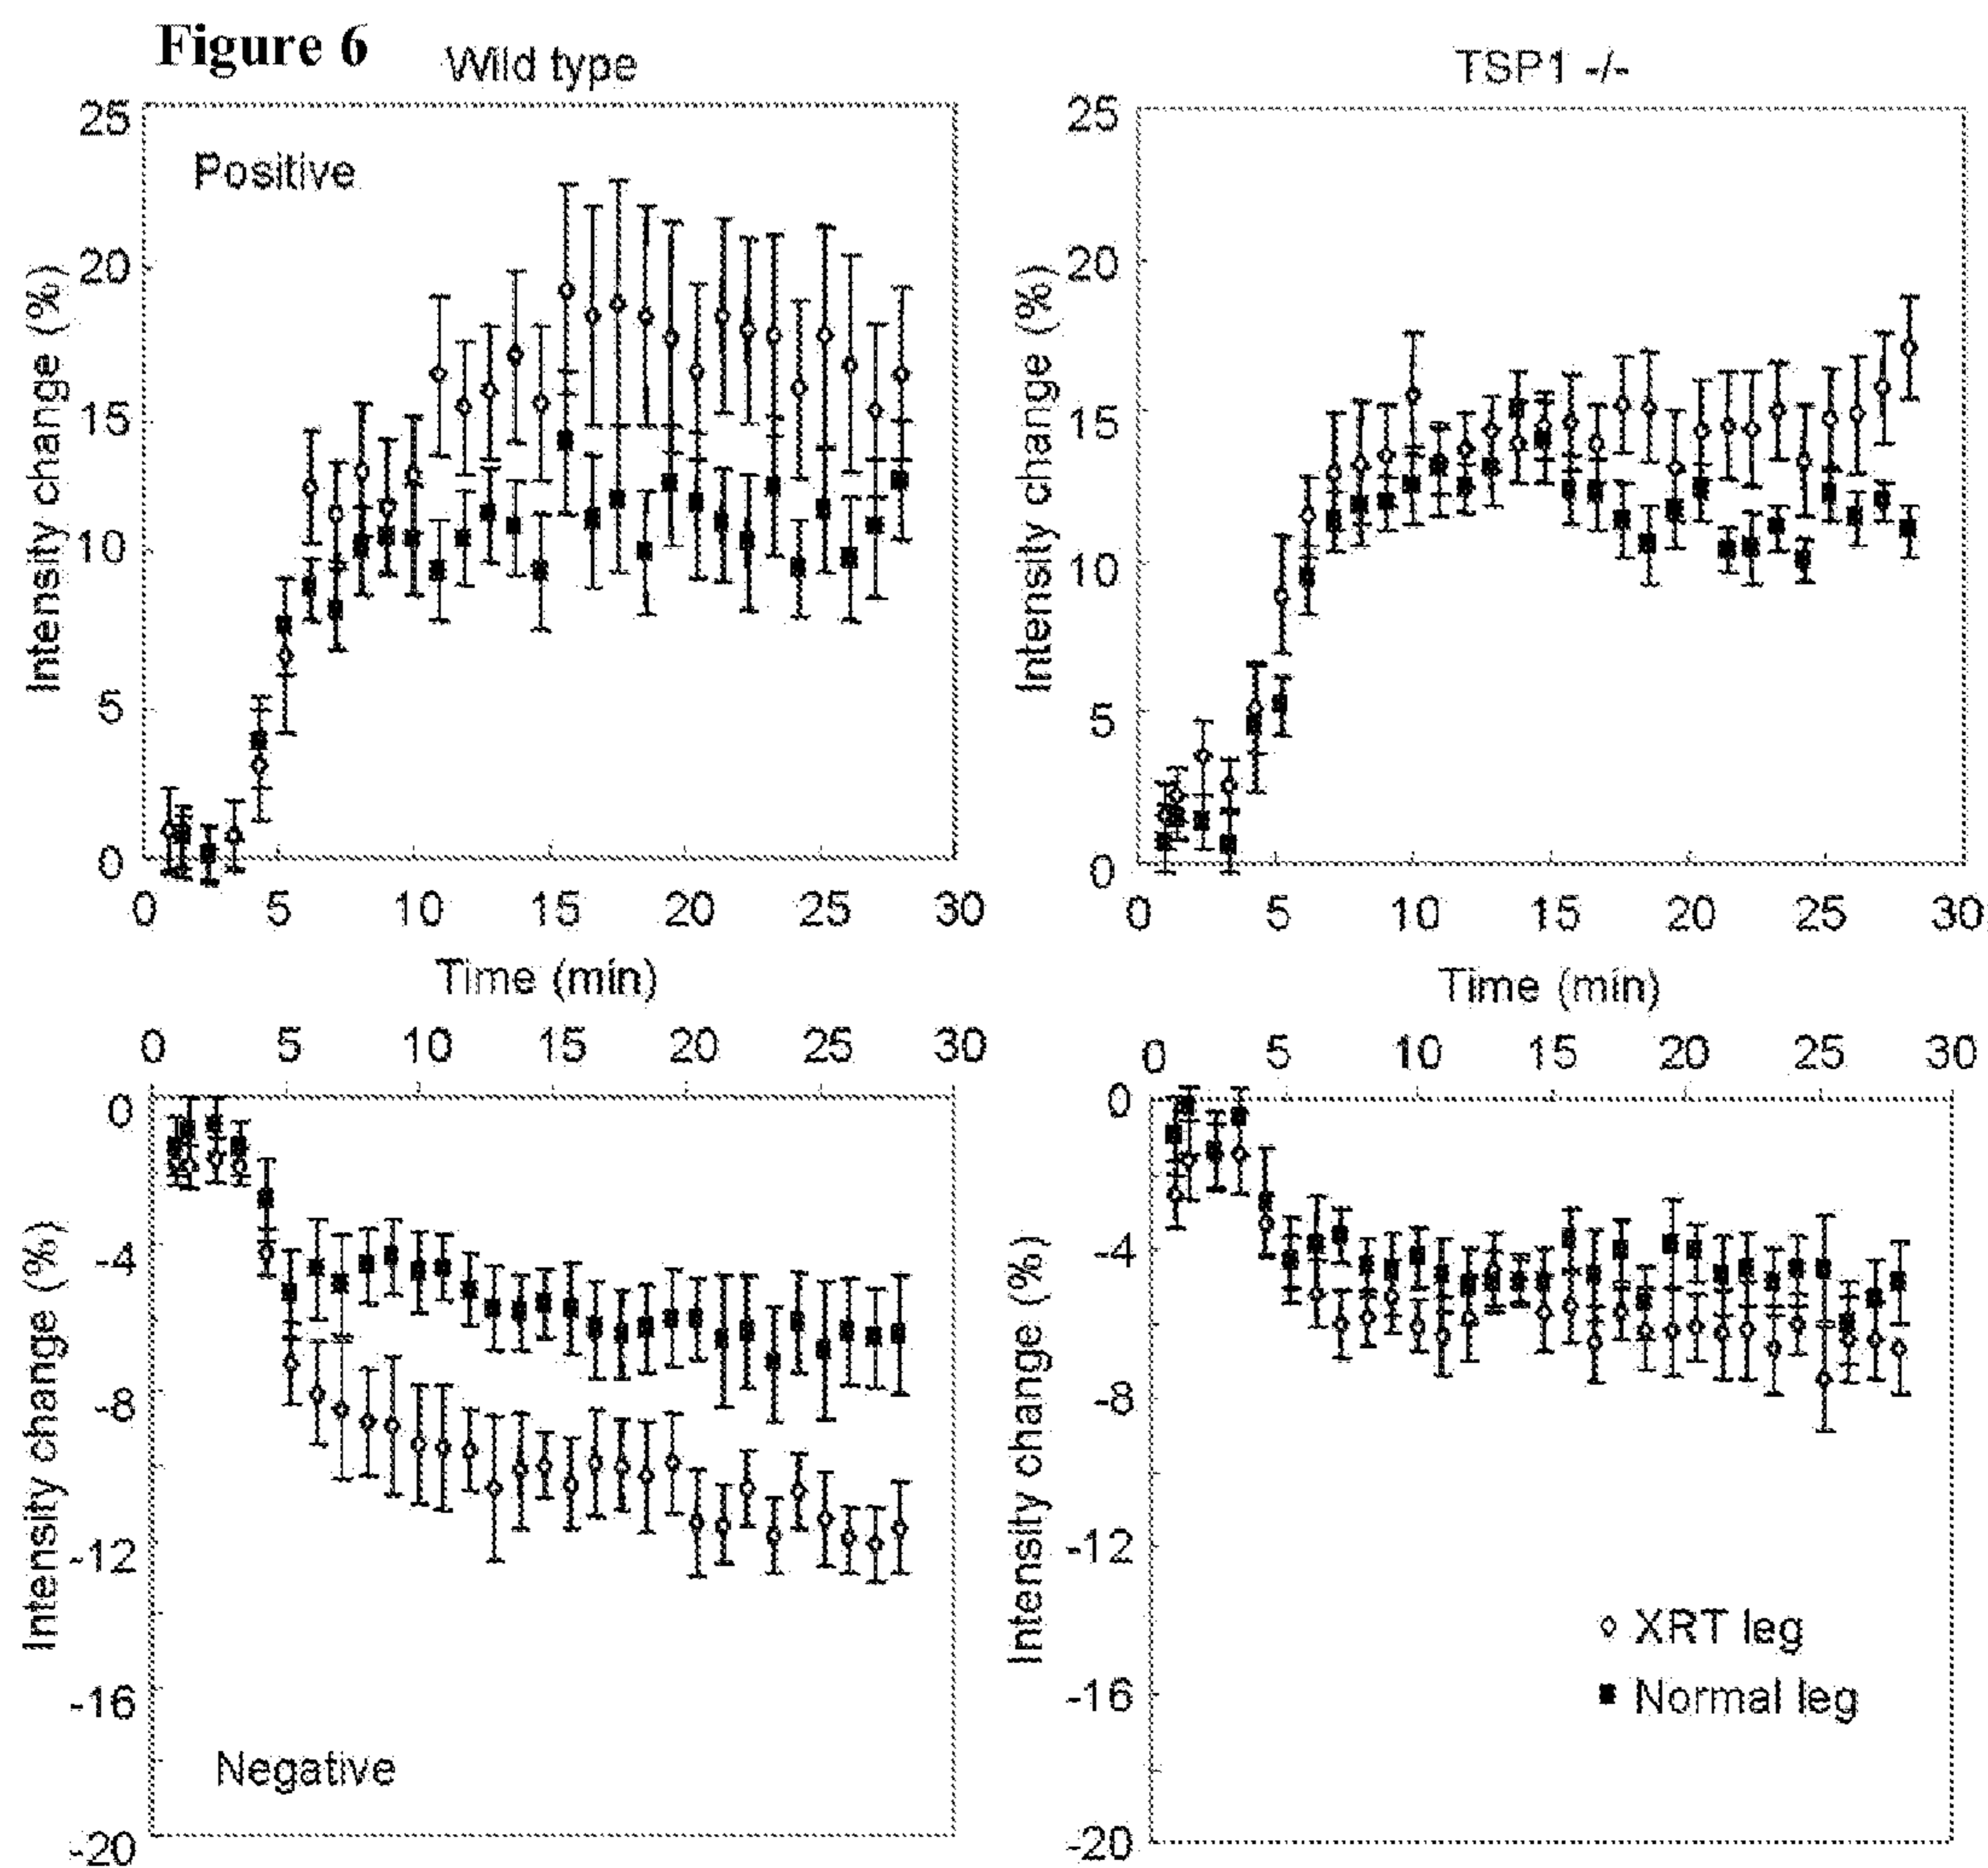 Figure 6
Wild type
TSP1 -/-
25
Positive
20
15
10
5
0
0 5 10 15 20 25 30
Time (min)
Intensity change (%)
25
20
15
10
5
0
0 5 10 15 20 25 30
Time (min)
Intensity change (%)
0 5 10 15 20 25 30
0
-4
-8
-12
-16
-20
Intensity change (%)
Negative
0 5 10 15 20 25 30
0
-4
-8
-12
-16
-20
Intensity change (%)
XRT leg
Normal leg